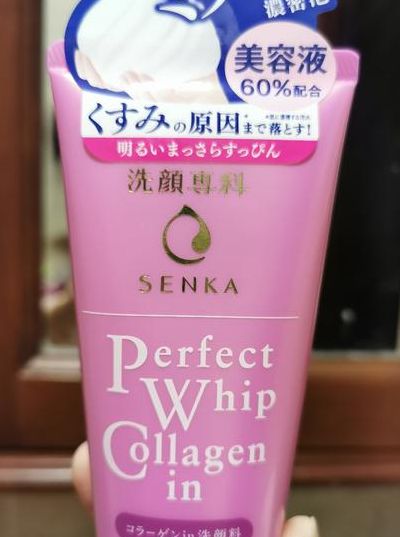 濃密泡
美容液
60%配合
くすみの原因*まで落とす!
明るいまっさらすっぴん
洗顔専科
SENKA
Perfect
Whip
Collagen
in
コラーゲンin洗顔料